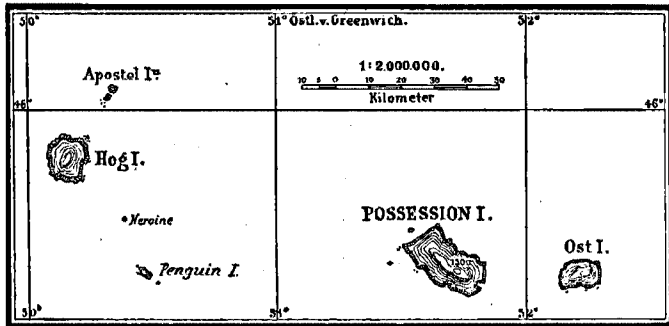 50° 51° Östl.v.Greenwich. 52°
1:2.000.000.
Apostel Iⁿ
10 5 0 10 20 30 40 50
Kilometer
46° 46°
Hog I.
Heroine
POSSESSION I.
Penguin I.
Ost I.
50° 51° 52°